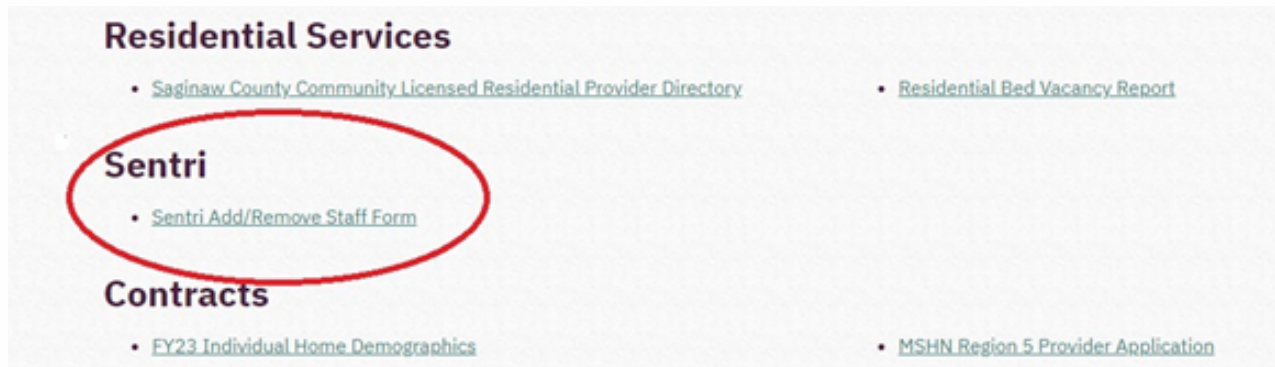 Residential Services
Saginaw County Community Licensed Residential Provider Directory
Residential Bed Vacancy Report
Sentri
Sentri Add/Remove Staff Form
Contracts
FY23 Individual Home Demographics
MSHN Region 5 Provider Application